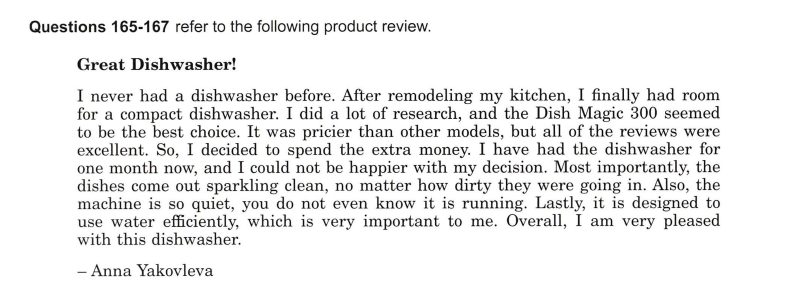 Questions 165-167 refer to the following product review.
Great Dishwasher!
I never had a dishwasher before. After remodeling my kitchen, I finally had room
for a compact dishwasher. I did a lot of research, and the Dish Magic 300 seemed
to be the best choice. It was pricier than other models, but all of the reviews were
excellent. So, I decided to spend the extra money. I have had the dishwasher for
one month now, and I could not be happier with my decision. Most importantly, the
dishes come out sparkling clean, no matter how dirty they were going in. Also, the
machine is so quiet, you do not even know it is running. Lastly, it is designed to
use water efficiently, which is very important to me. Overall, I am very pleased
with this dishwasher.
– Anna Yakovleva